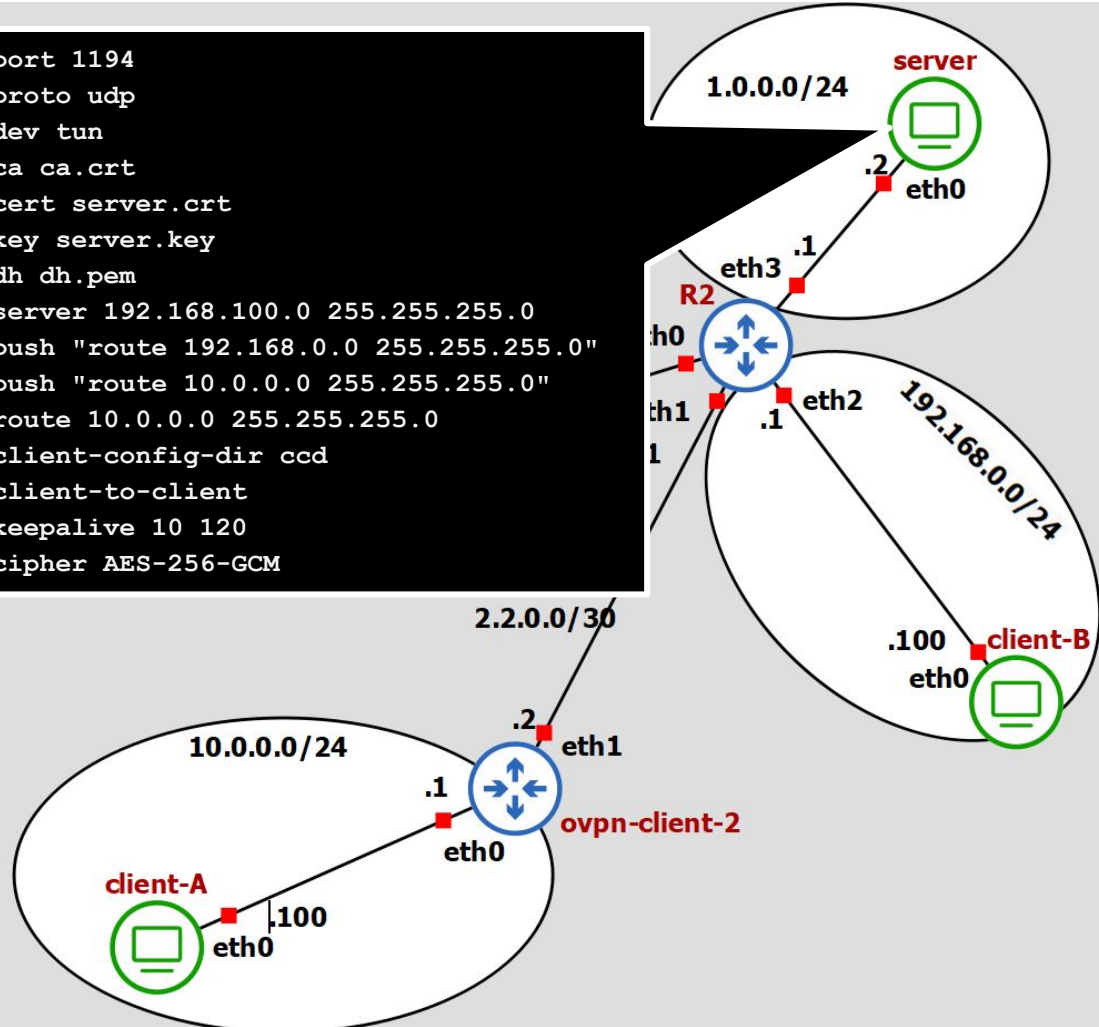 port 1194
proto udp
dev tun
ca ca.crt
cert server.crt
key server.key
dh dh.pem
server 192.168.100.0 255.255.255.0
push "route 192.168.0.0 255.255.255.0"
push "route 10.0.0.0 255.255.255.0"
route 10.0.0.0 255.255.255.0
client-config-dir ccd
client-to-client
keepalive 10 120
cipher AES-256-GCM
server
1.0.0.0/24
.2
eth0
.1
eth3
R2
h0
th1
1
eth2
.1
192.168.0.0/24
2.2.0.0/30
.100
client-B
eth0
.2
eth1
10.0.0.0/24
.1
ovpn-client-2
eth0
client-A
.100
eth0